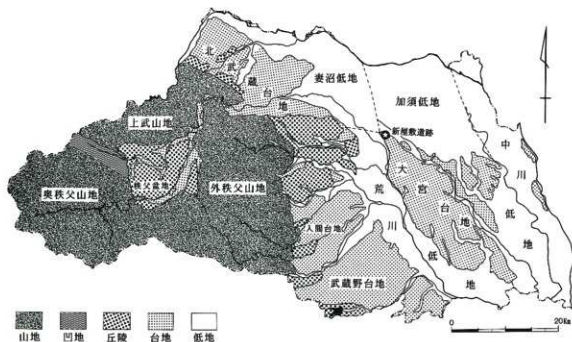 北武蔵台地
妻沼低地
加須低地
上武山地
新屋敷遺跡
中川低地
奥秩父山地
秩父盆地
外秩父山地
大宮台地
荒川低地
入間台地
武蔵野台地
山地
凹地
丘陵
台地
低地
0
20Km